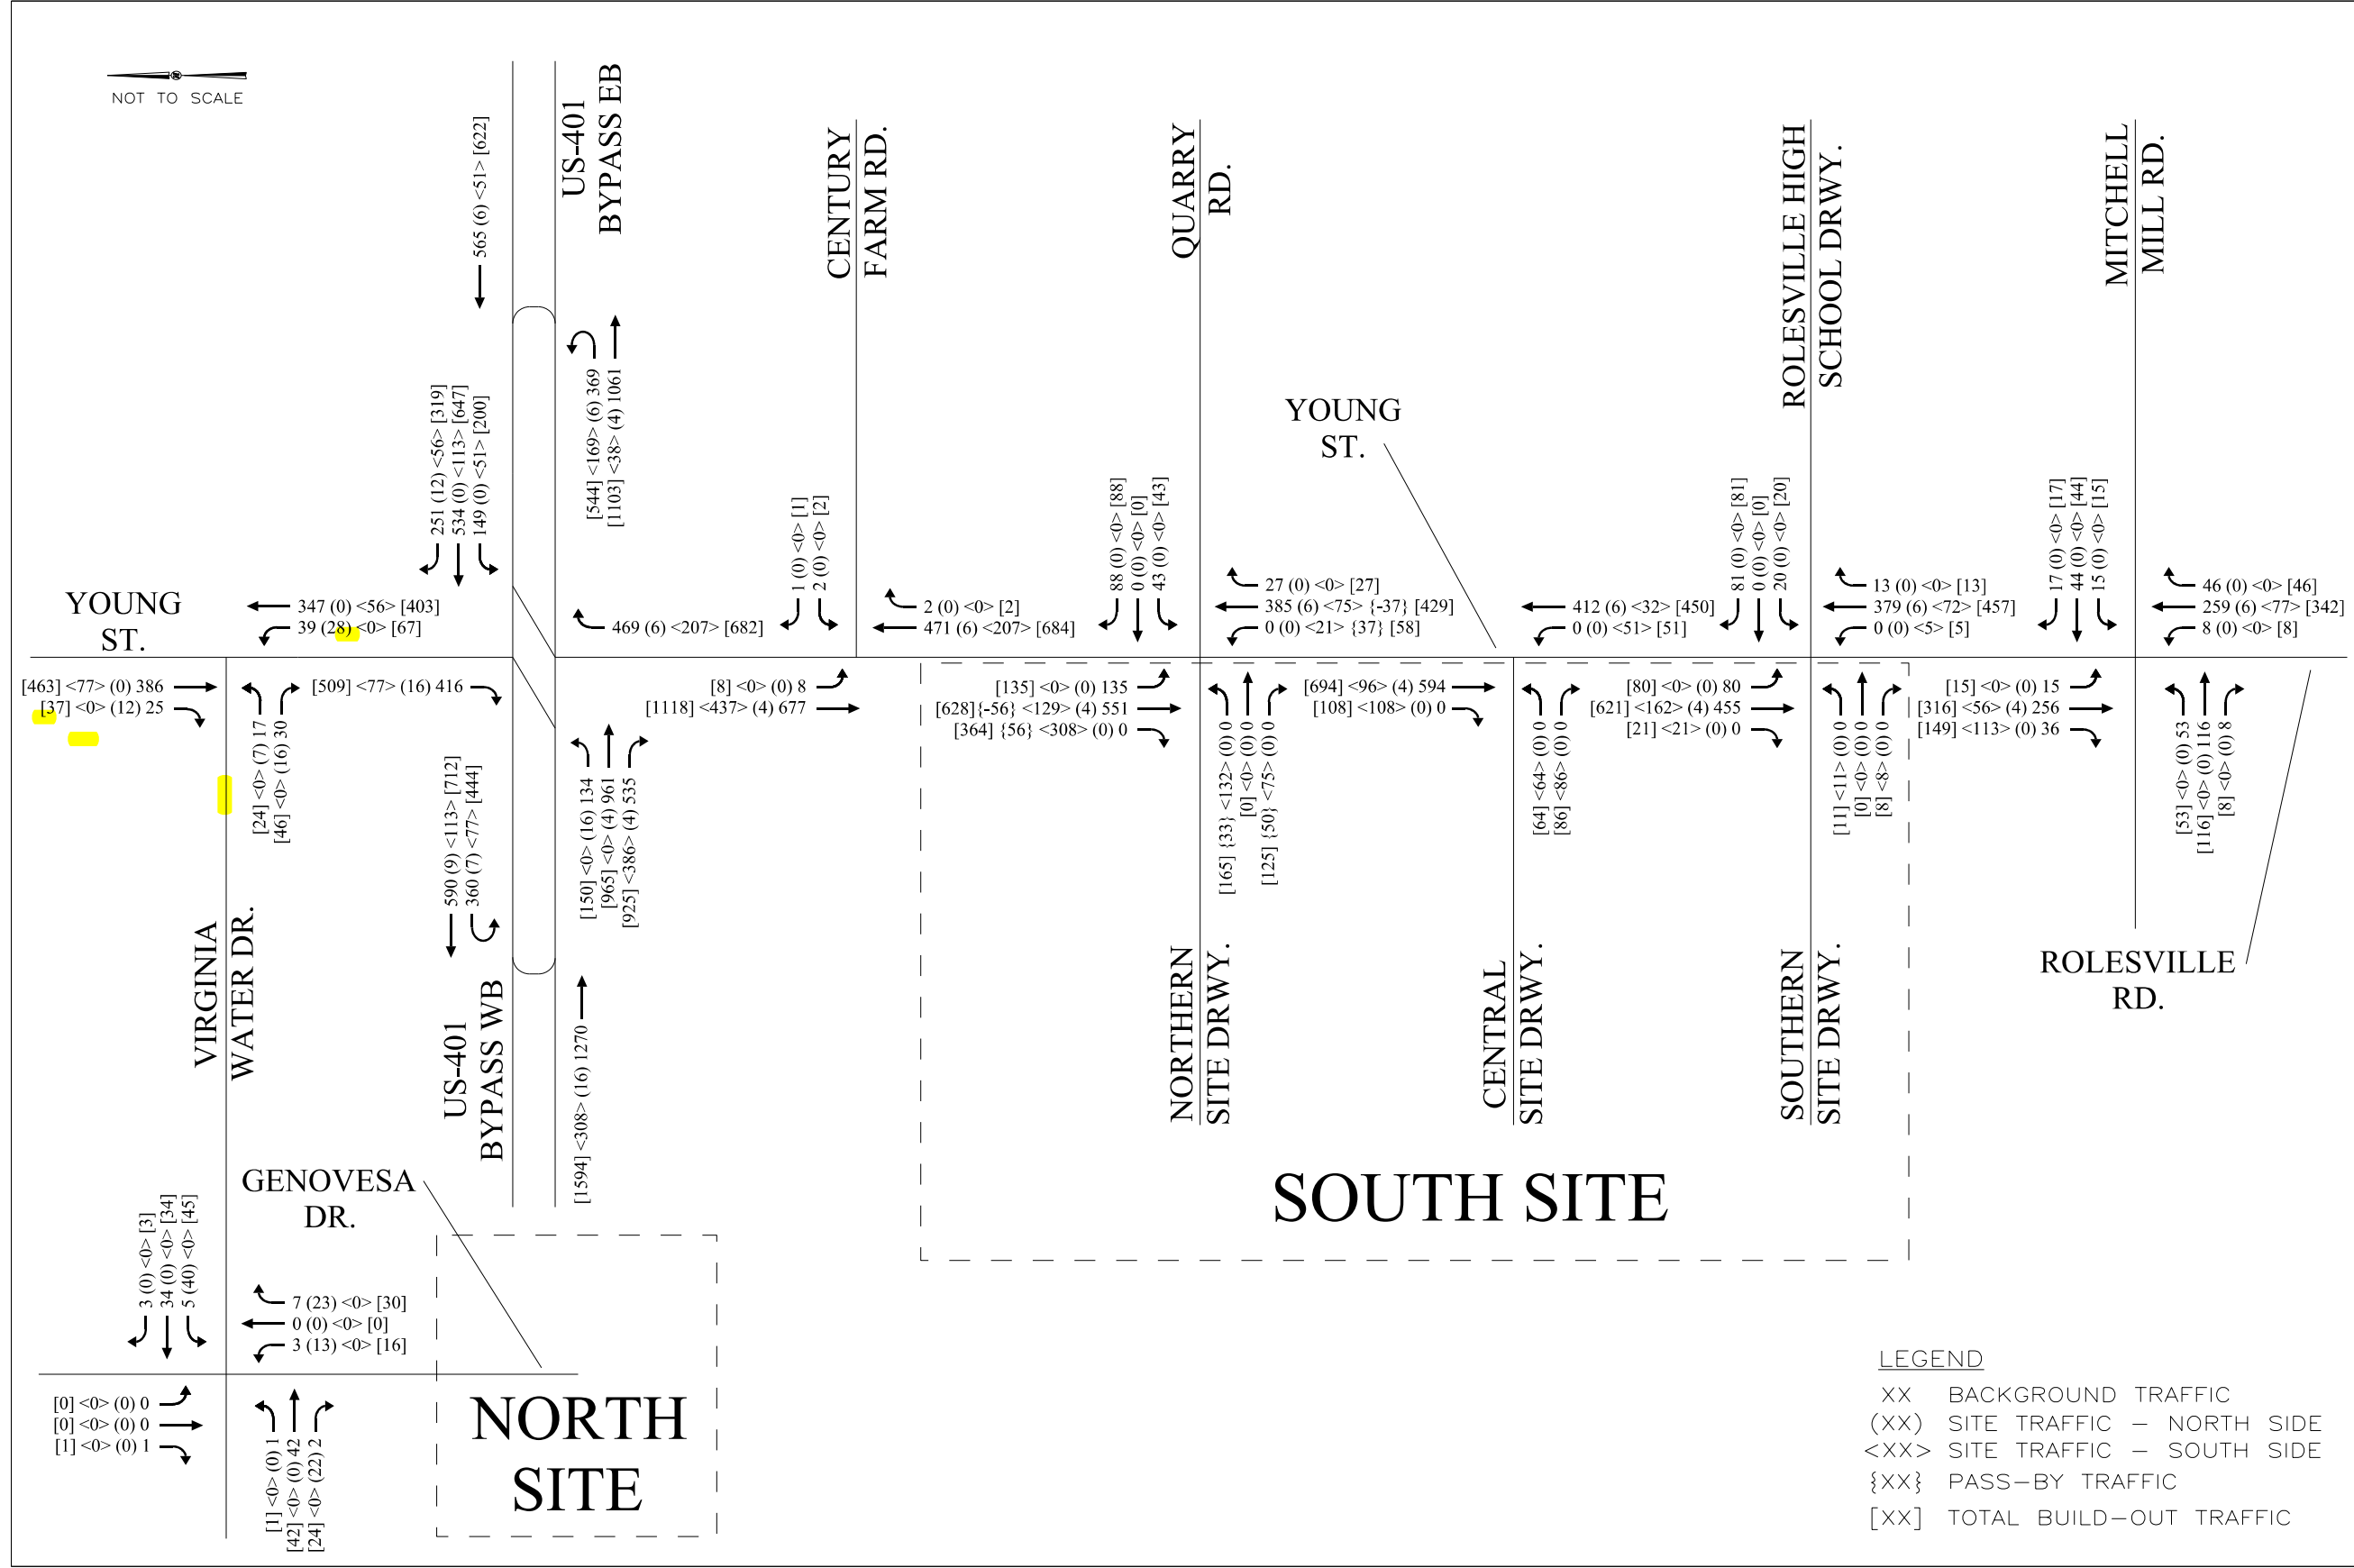 NOT TO SCALE
US-401
BYPASS EB
565 (6) <51> [622]
CENTURY
FARM RD.
QUARRY
RD.
ROLESVILLE HIGH
SCHOOL DRWY.
MITCHELL
MILL RD.
251 (12) <56> [319]
534 (0) <113> [647]
149 (0) <51> [200]
[544] <169> (6) 369
[1103] <38> (4) 1061
YOUNG
ST.
1 (0) <0> [1]
2 (0) <0> [2]
88 (0) <0> [88]
0 (0) <0> [0]
43 (0) <0> [43]
81 (0) <0> [81]
0 (0) <0> [0]
20 (0) <0> [20]
17 (0) <0> [17]
44 (0) <0> [44]
15 (0) <0> [15]
YOUNG
ST.
347 (0) <56> [403]
39 (28) <0> [67]
469 (6) <207> [682]
2 (0) <0> [2]
471 (6) <207> [684]
27 (0) <0> [27]
385 (6) <75> {-37} [429]
0 (0) <21> {37} [58]
412 (6) <32> [450]
0 (0) <51> [51]
13 (0) <0> [13]
379 (6) <72> [457]
0 (0) <5> [5]
46 (0) <0> [46]
259 (6) <77> [342]
8 (0) <0> [8]
[463] <77> (0) 386
[37] <0> (12) 25
[24] <0> (7) 17
[46] <0> (16) 30
[509] <77> (16) 416
[8] <0> (0) 8
[1118] <437> (4) 677
[135] <0> (0) 135
[628]{-56} <129> (4) 551
[364] {56} <308> (0) 0
[165] {33} <132> (0) 0
[0] <0> (0) 0
[125] {50} <75> (0) 0
[694] <96> (4) 594
[108] <108> (0) 0
[64] <64> (0) 0
[86] <86> (0) 0
[80] <0> (0) 80
[621] <162> (4) 455
[21] <21> (0) 0
[11] <11> (0) 0
[0] <0> (0) 0
[8] <8> (0) 0
[15] <0> (0) 15
[316] <56> (4) 256
[149] <113> (0) 36
[53] <0> (0) 53
[116] <0> (0) 116
[8] <0> (0) 8
590 (9) <113> [712]
360 (7) <77> [444]
[150] <0> (16) 134
[965] <0> (4) 961
[925] <386> (4) 535
VIRGINIA
WATER DR.
US-401
BYPASS WB
[1594] <308> (16) 1270
NORTHERN
SITE DRWY.
CENTRAL
SITE DRWY.
SOUTHERN
SITE DRWY.
ROLESVILLE
RD.
GENOVESA
DR.
SOUTH SITE
3 (0) <0> [3]
34 (0) <0> [34]
5 (40) <0> [45]
7 (23) <0> [30]
0 (0) <0> [0]
3 (13) <0> [16]
[0] <0> (0) 0
[0] <0> (0) 0
[1] <0> (0) 1
[1] <0> (0) 1
[42] <0> (0) 42
[24] <0> (22) 2
NORTH
SITE
LEGEND
XX BACKGROUND TRAFFIC
(XX) SITE TRAFFIC – NORTH SIDE
<XX> SITE TRAFFIC – SOUTH SIDE
{XX} PASS–BY TRAFFIC
[XX] TOTAL BUILD–OUT TRAFFIC